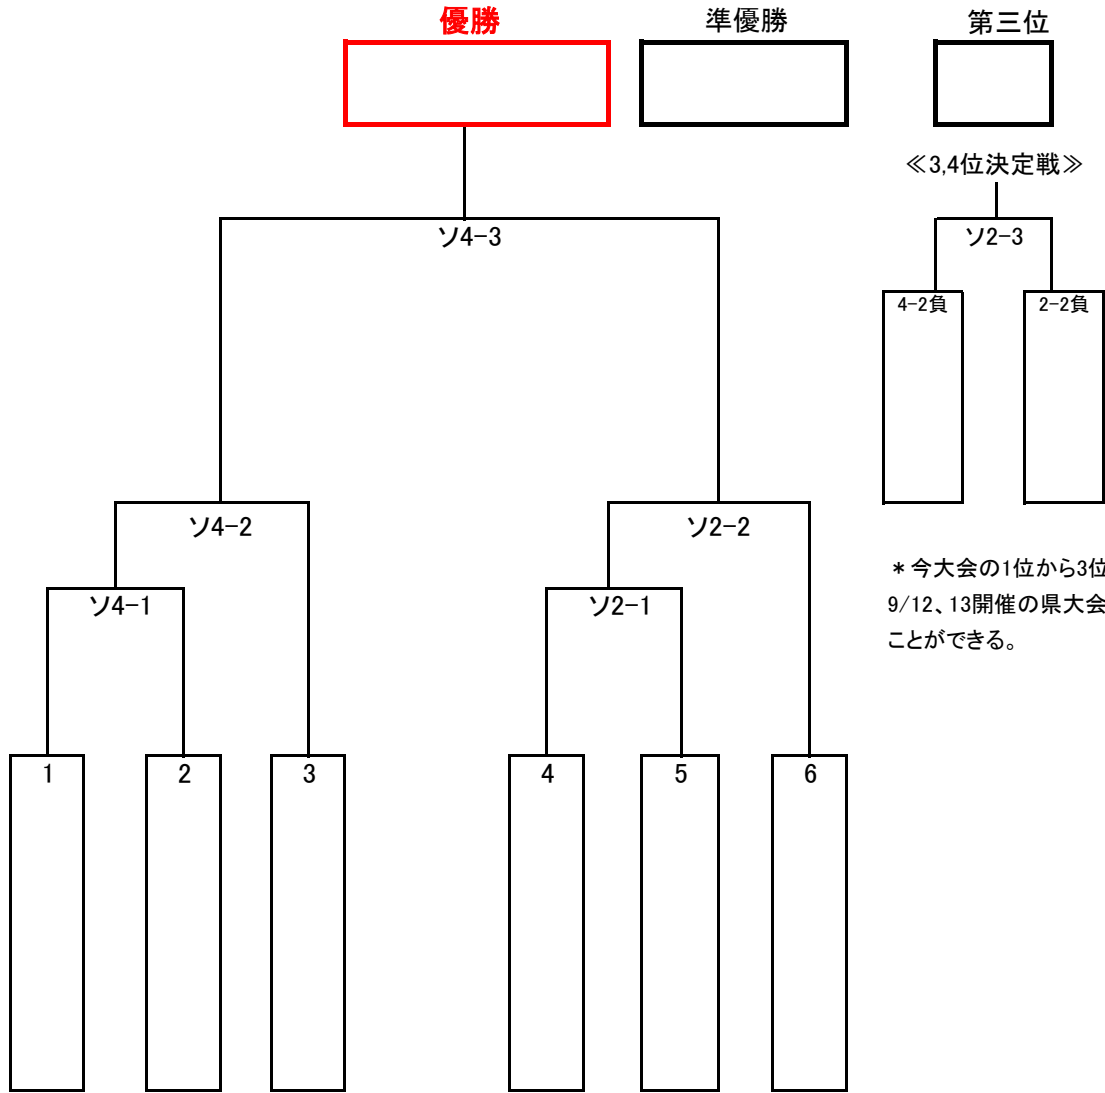 優勝
準優勝
第三位
≪3,4位決定戦≫
ソ4-3
ソ2-3
4-2負
2-2負
ソ4-2
ソ2-2
*今大会の1位から3位
9/12、13開催の県大会
ことができる。
ソ4-1
ソ2-1
1
2
3
4
5
6